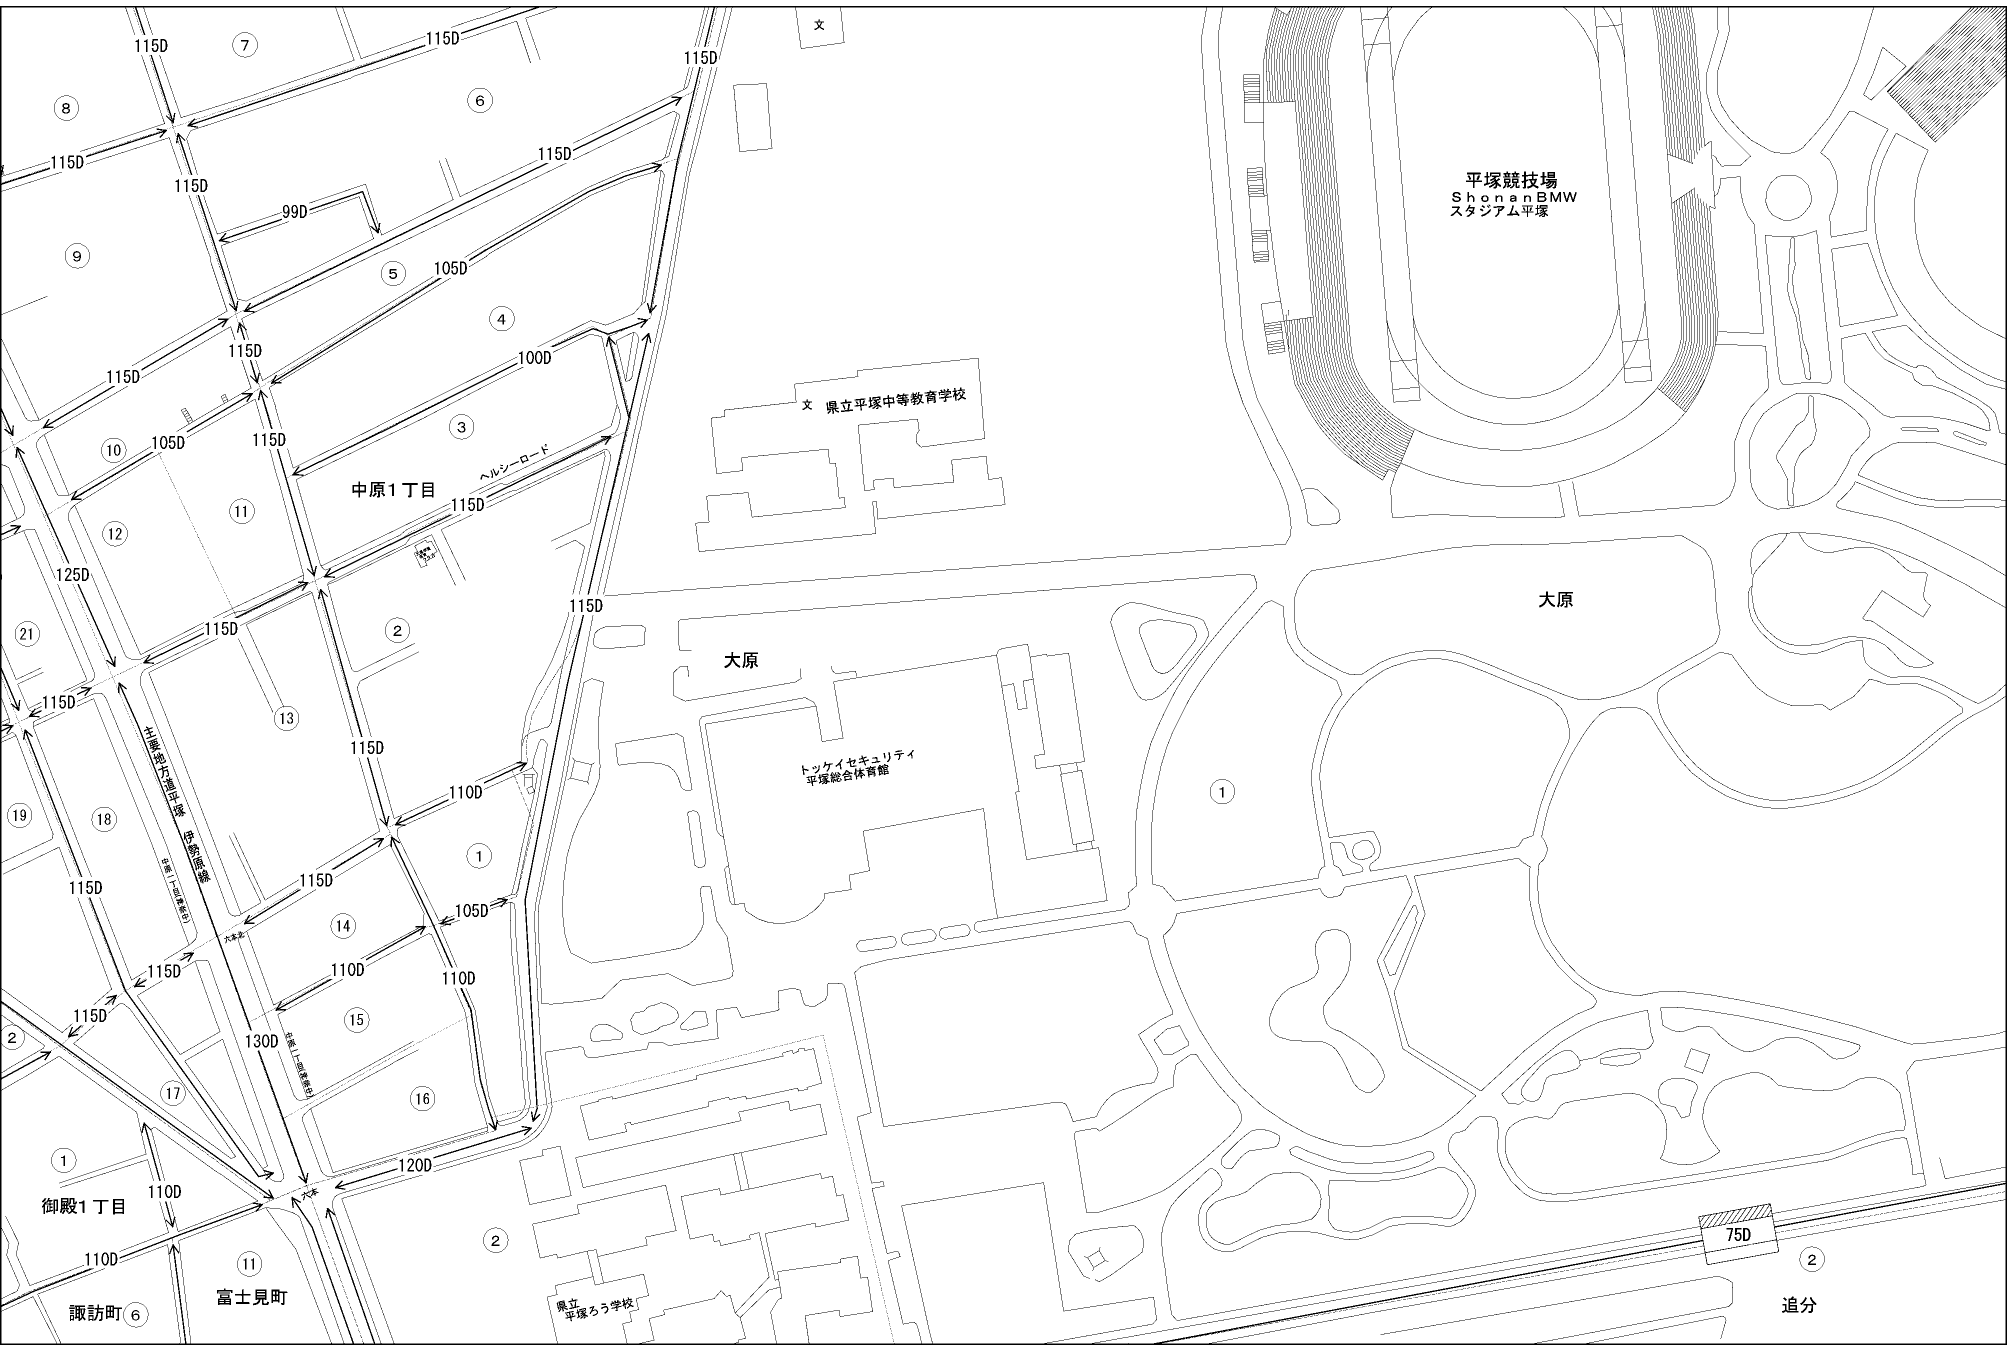 115D
⑦
115D
文
115D
⑥
⑧
115D
115D
115D
平塚競技場
ShonanBMW
スタジアム平塚
99D
⑨
⑤
105D
④
115D
100D
115D
文
県立平塚中等教育学校
③
115D
ヘルシーロード
⑩
105D
中原1丁目
115D
⑪
⑫
125D
115D
大原
115D
②
㉑
大原
115D
⑬
主要地方道平塚 伊勢原線
115D
トッケイセキュリティ
平塚総合体育館
110D
①
⑲
⑱
①
115D
115D
105D
⑭
六本北
115D
110D
110D
115D
⑮
②
130D
⑰
⑯
①
120D
110D
六本
御殿1丁目
②
75D
②
110D
⑪
富士見町
諏訪町⑥
県立
平塚ろう学校
追分